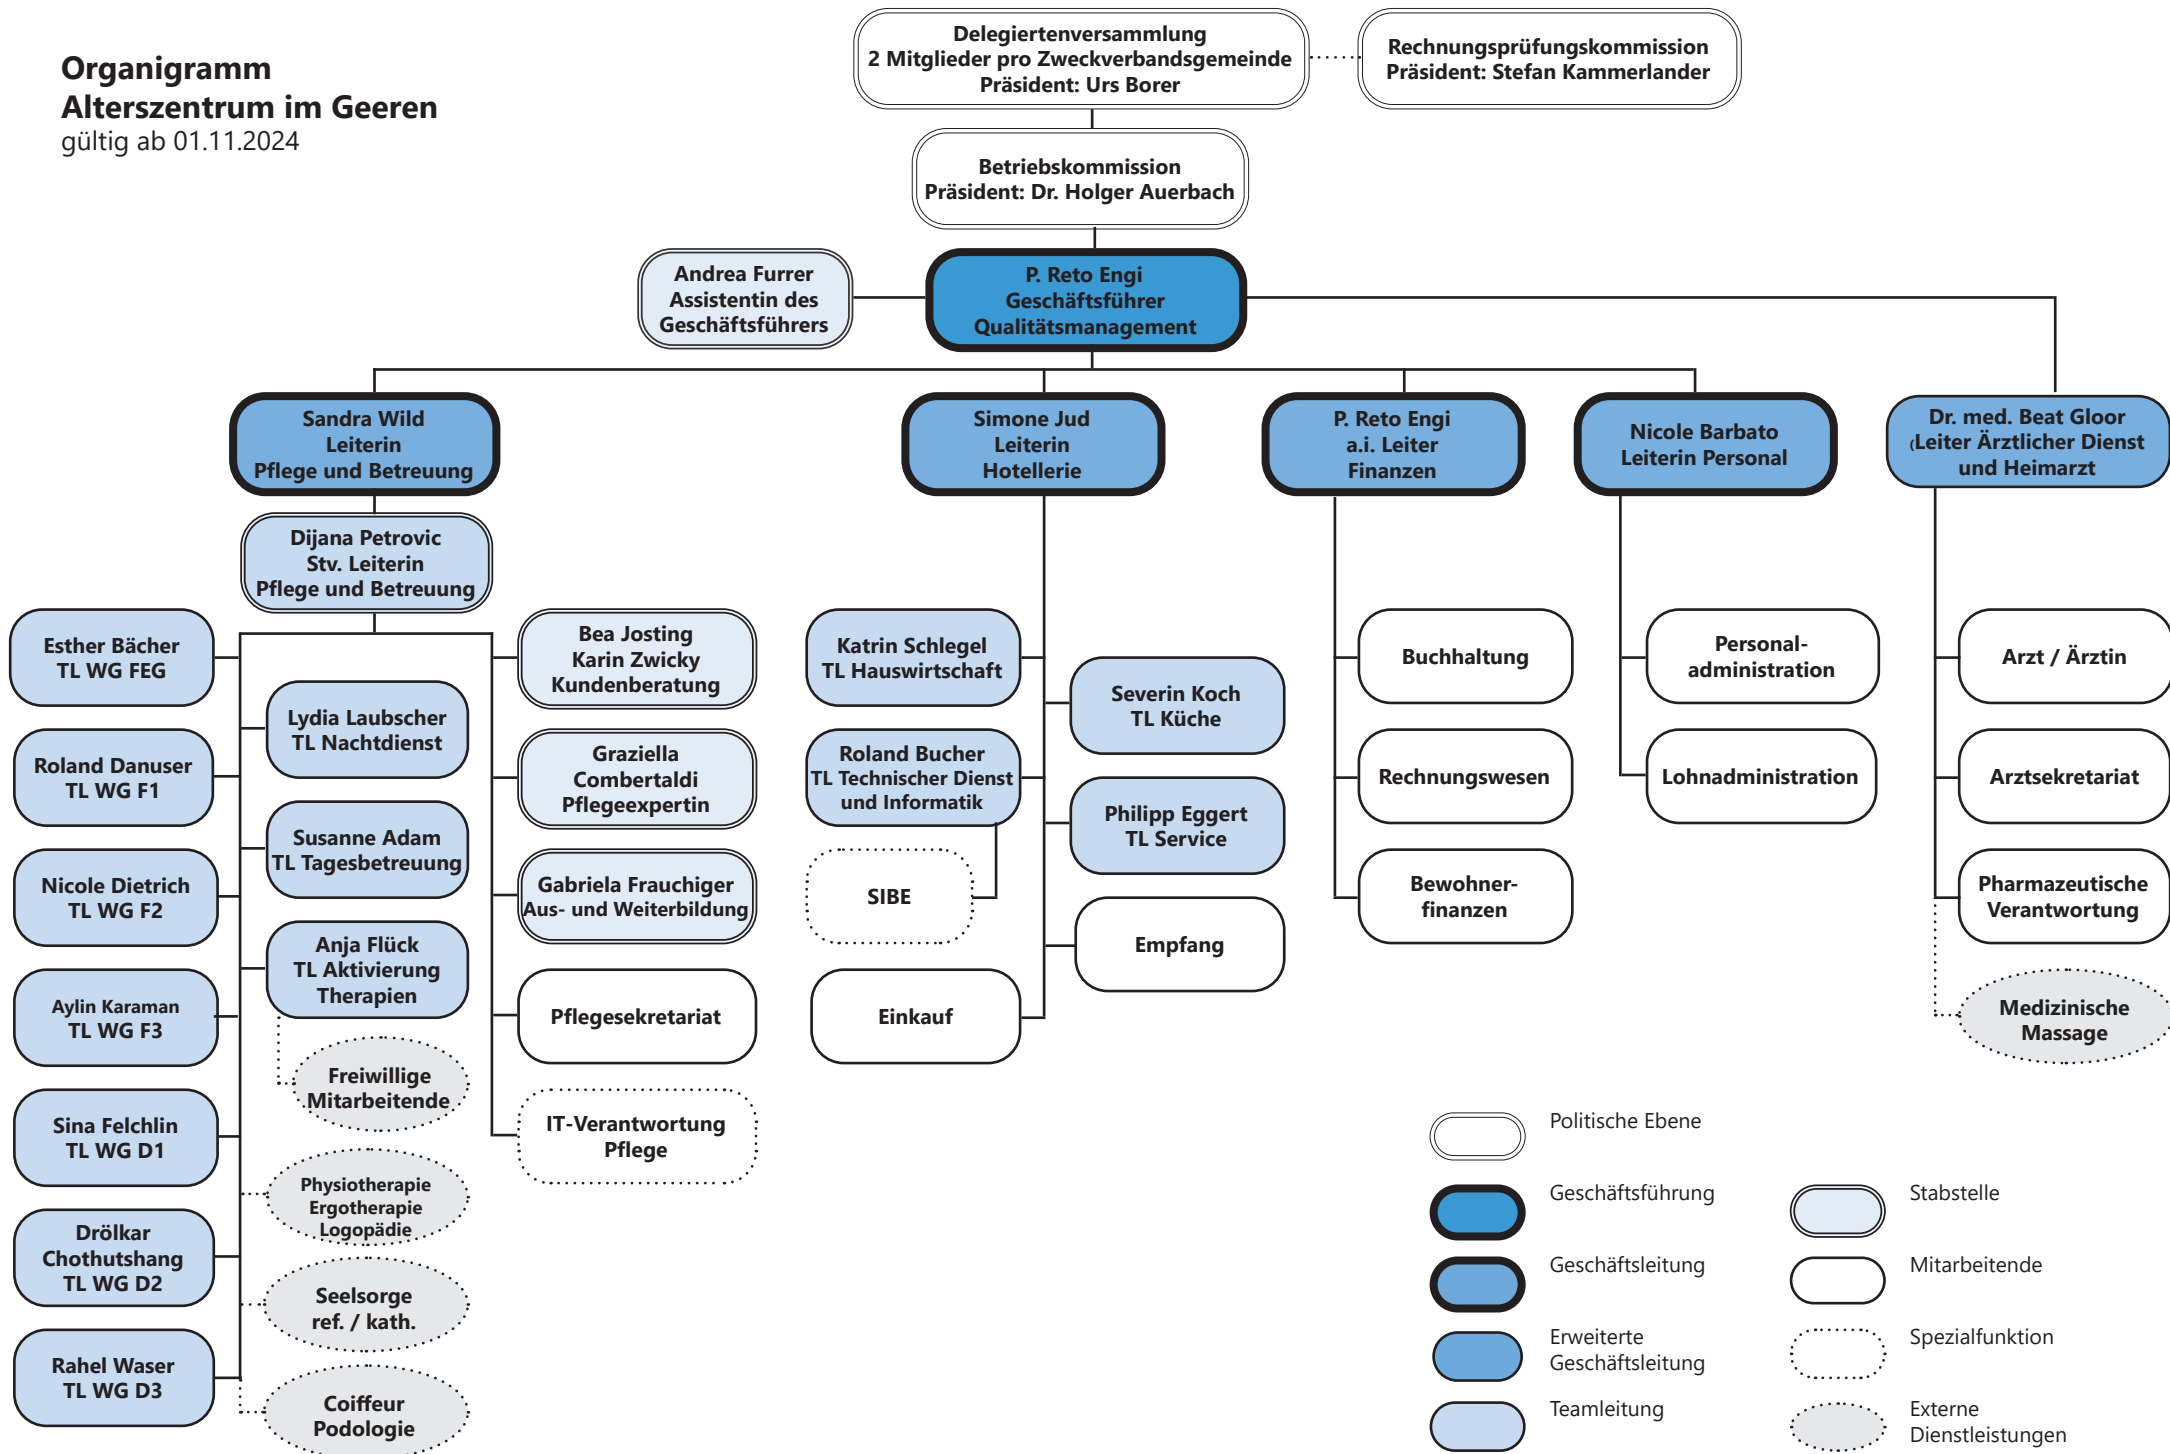 Organigramm
Alterszentrum im Geeren
gültig ab 01.11.2024
Delegiertenversammlung
2 Mitglieder pro Zweckverbandsgemeinde
Präsident: Urs Borer
Rechnungsprüfungskommission
Präsident: Stefan Kammerlander
Betriebskommission
Präsident: Dr. Holger Auerbach
Andrea Furrer
Assistentin des
Geschäftsführers
P. Reto Engi
Geschäftsführer
Qualitätsmanagement
Sandra Wild
Leiterin
Pflege und Betreuung
Simone Jud
Leiterin
Hotellerie
P. Reto Engi
a.i. Leiter
Finanzen
Nicole Barbato
Leiterin Personal
Dr. med. Beat Gloor
(Leiter Ärztlicher Dienst
und Heimarzt
Dijana Petrovic
Stv. Leiterin
Pflege und Betreuung
Esther Bächer
TL WG FEG
Roland Danuser
TL WG F1
Nicole Dietrich
TL WG F2
Aylin Karaman
TL WG F3
Sina Felchlin
TL WG D1
Drölkar
Chothutshang
TL WG D2
Rahel Waser
TL WG D3
Lydia Laubscher
TL Nachtdienst
Susanne Adam
TL Tagesbetreuung
Anja Flück
TL Aktivierung
Therapien
Freiwillige
Mitarbeitende
Physiotherapie
Ergotherapie
Logopädie
Seelsorge
ref. / kath.
Coiffeur
Podologie
Bea Josting
Karin Zwicky
Kundenberatung
Graziella
Combertaldi
Pflegeexpertin
Gabriela Frauchiger
Aus- und Weiterbildung
Pflegesekretariat
IT-Verantwortung
Pflege
Katrin Schlegel
TL Hauswirtschaft
Roland Bucher
TL Technischer Dienst
und Informatik
SIBE
Einkauf
Severin Koch
TL Küche
Philipp Eggert
TL Service
Empfang
Buchhaltung
Rechnungswesen
Bewohner-
finanzen
Personal-
administration
Lohnadministration
Arzt / Ärztin
Arztsekretariat
Pharmazeutische
Verantwortung
Medizinische
Massage
Politische Ebene
Geschäftsführung
Geschäftsleitung
Erweiterte
Geschäftsleitung
Teamleitung
Stabstelle
Mitarbeitende
Spezialfunktion
Externe
Dienstleistungen